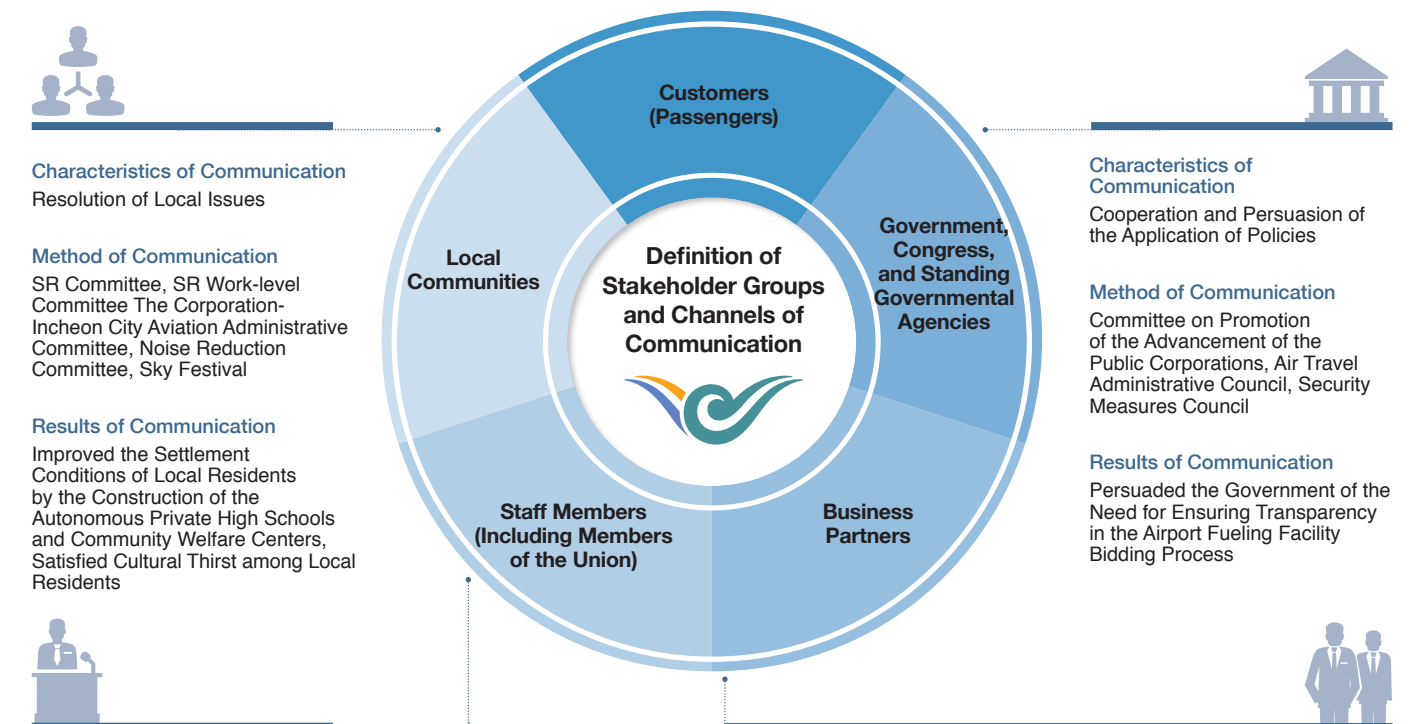 Customers
(Passengers)
Characteristics of Communication
Resolution of Local Issues
Method of Communication
SR Committee, SR Work-level
Committee The Corporation-
Incheon City Aviation Administrative
Committee, Noise Reduction
Committee, Sky Festival
Results of Communication
Improved the Settlement
Conditions of Local Residents
by the Construction of the
Autonomous Private High Schools
and Community Welfare Centers,
Satisfied Cultural Thirst among Local
Residents
Local
Communities
Definition of
Stakeholder Groups
and Channels of
Communication
Government,
Congress,
and Standing
Governmental
Agencies
Staff Members
(Including Members
of the Union)
Business
Partners
Characteristics of
Communication
Cooperation and Persuasion of
the Application of Policies
Method of Communication
Committee on Promotion
of the Advancement of the
Public Corporations, Air Travel
Administrative Council, Security
Measures Council
Results of Communication
Persuaded the Government of the
Need for Ensuring Transparency
in the Airport Fueling Facility
Bidding Process